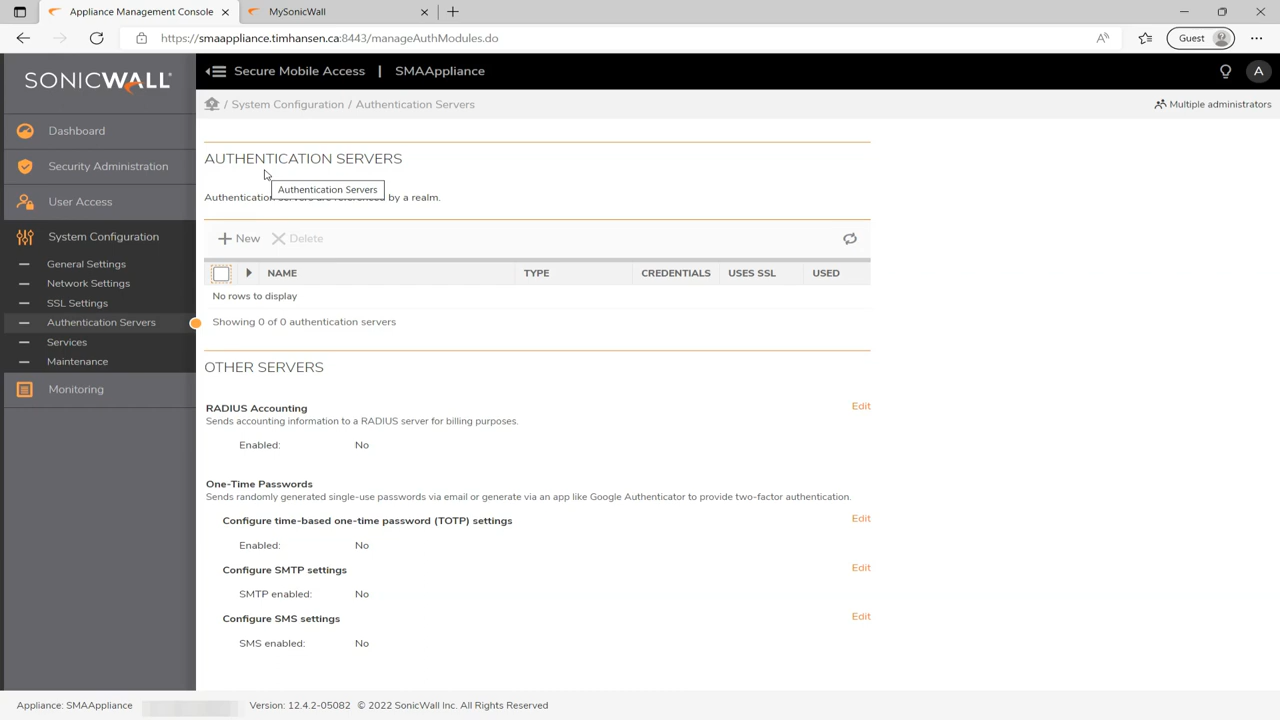 Appliance Management Console
MySonicWall
https://smaappliance.timhansen.ca:8443/manageAuthModules.do
Guest
SONICWALL
Secure Mobile Access | SMAAppliance
A
/ System Configuration / Authentication Servers
Multiple administrators
Dashboard
Security Administration
User Access
System Configuration
General Settings
Network Settings
SSL Settings
Authentication Servers
Services
Maintenance
Monitoring
AUTHENTICATION SERVERS
Authentication Servers
Authentication servers are referenced by a realm.
New
Delete
NAME TYPE CREDENTIALS USES SSL USED
No rows to display
Showing 0 of 0 authentication servers
OTHER SERVERS
RADIUS Accounting
Edit
Sends accounting information to a RADIUS server for billing purposes.
Enabled: No
One-Time Passwords
Sends randomly generated single-use passwords via email or generate via an app like Google Authenticator to provide two-factor authentication.
Configure time-based one-time password (TOTP) settings
Edit
Enabled: No
Configure SMTP settings
Edit
SMTP enabled: No
Configure SMS settings
Edit
SMS enabled: No
Appliance: SMAAppliance
Version: 12.4.2-05082 © 2022 SonicWall Inc. All Rights Reserved